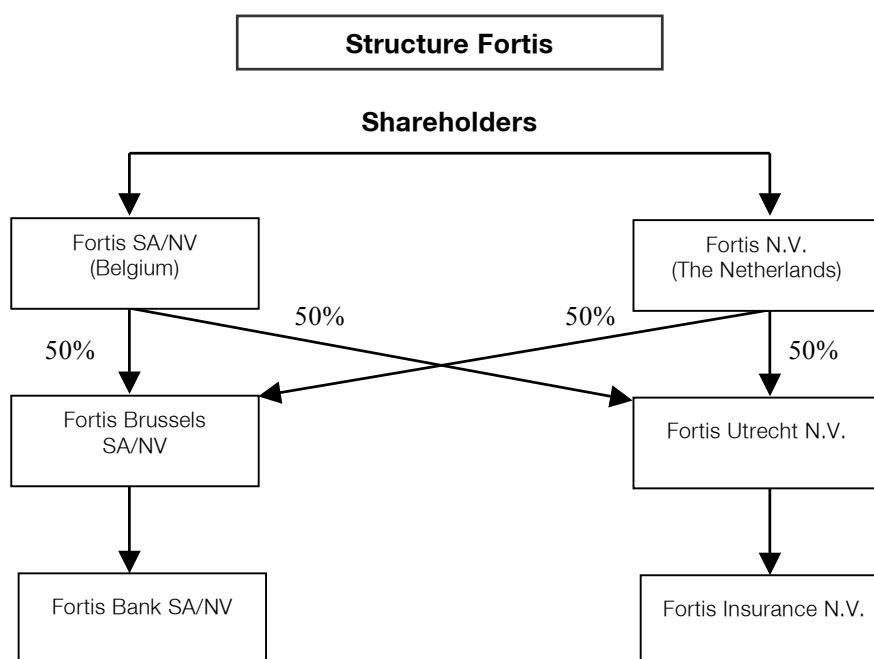 Structure Fortis
Shareholders
Fortis SA/NV
(Belgium)
Fortis N.V.
(The Netherlands)
50%
50%
50%
50%
Fortis Brussels
SA/NV
Fortis Utrecht N.V.
Fortis Bank SA/NV
Fortis Insurance N.V.